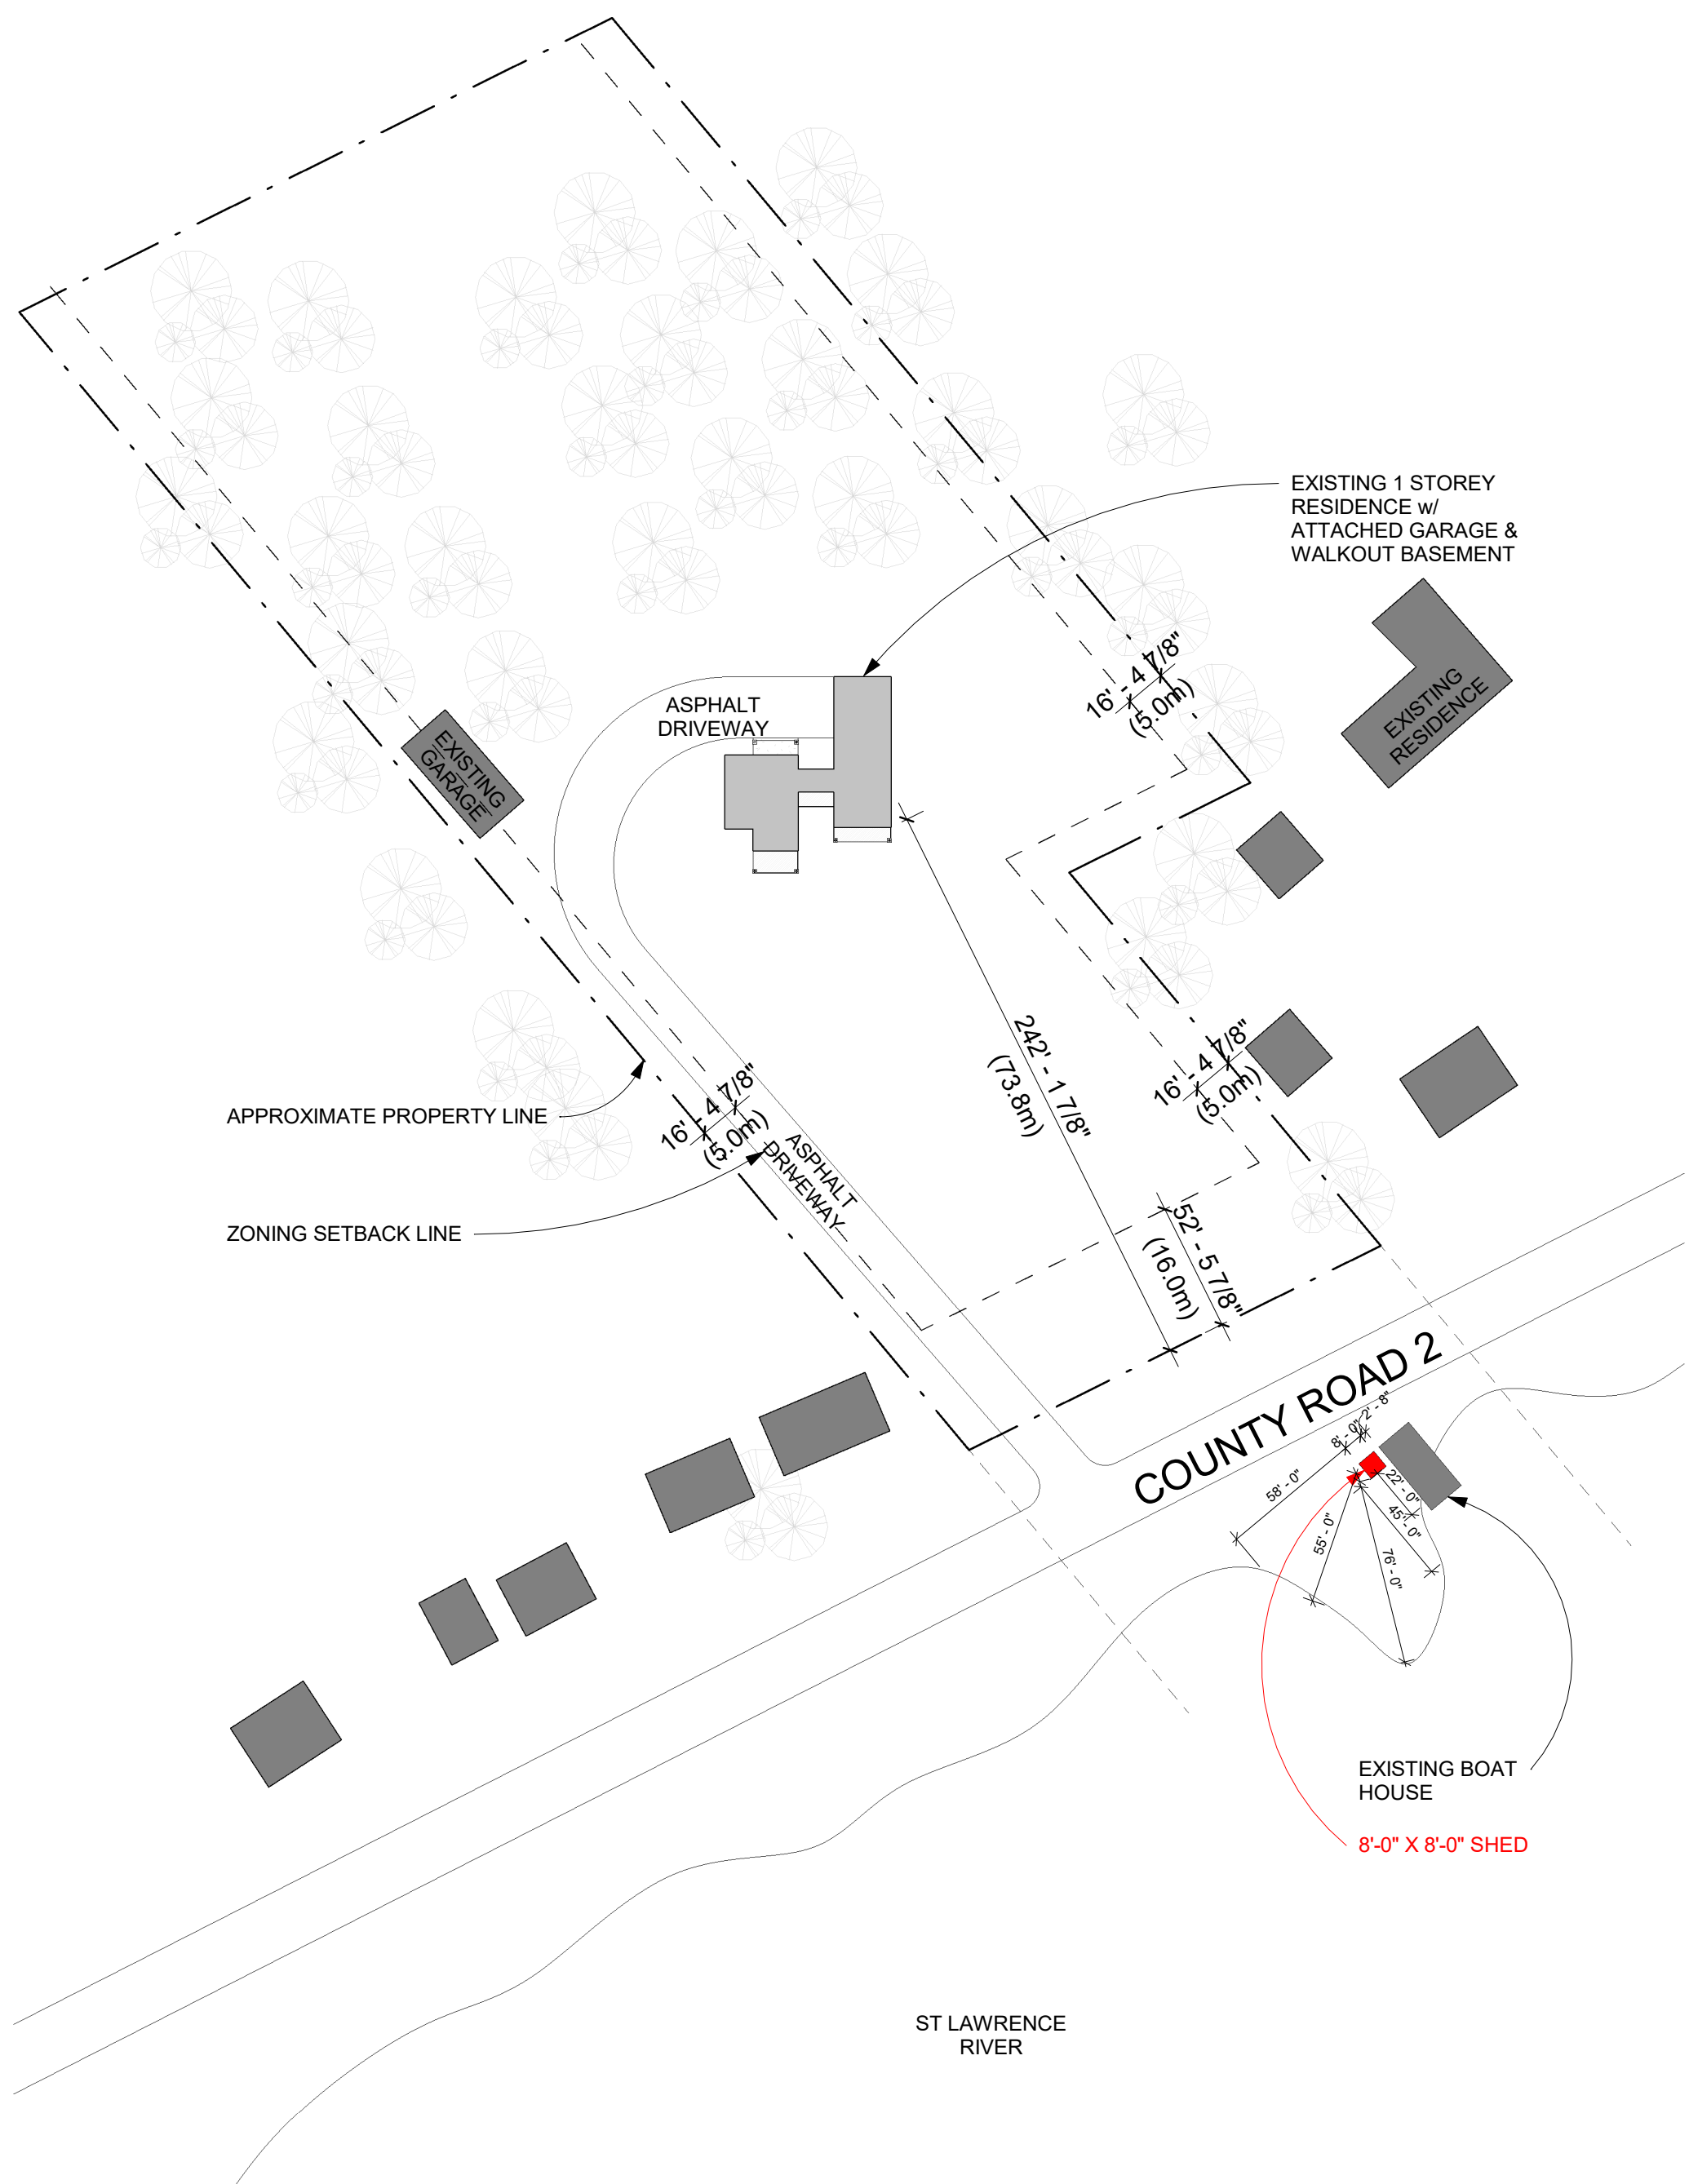 EXISTING 1 STOREY
RESIDENCE w/
ATTACHED GARAGE &
WALKOUT BASEMENT
16' - 4 7/8"
(5.0m)
EXISTING
RESIDENCE
ASPHALT
DRIVEWAY
EXISTING
GARAGE
242' - 1 7/8"
(73.8m)
16' - 4 7/8"
(5.0m)
APPROXIMATE PROPERTY LINE
16' - 4 7/8"
(5.0m)
ASPHALT
DRIVEWAY
ZONING SETBACK LINE
52' - 5 7/8"
(16.0m)
COUNTY ROAD 2
2' - 8"
8' - 0"
58' - 0"
22' - 0"
45' - 0"
55' - 0"
76' - 0"
EXISTING BOAT
HOUSE
8'-0" X 8'-0" SHED
ST LAWRENCE
RIVER